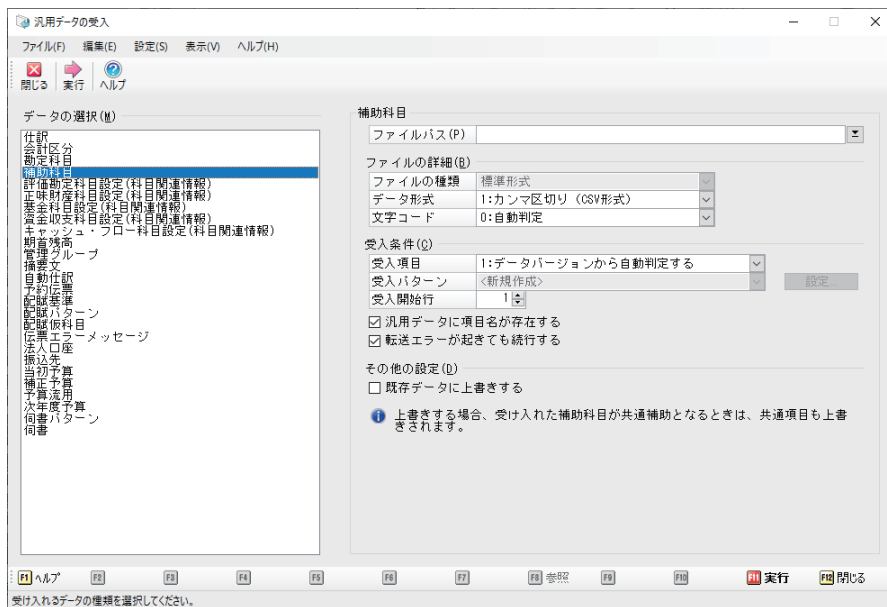 汎用データの受入
ファイル(F) 編集(E) 設定(S) 表示(V) ヘルプ(H)
閉じる 実行 ヘルプ
データの選択(M)
仕訳
会計区分
勘定科目
補助科目
評価勘定科目設定(科目関連情報)
正味財産科目設定(科目関連情報)
基金科目設定(科目関連情報)
資金収支科目設定(科目関連情報)
キャッシュ・フロー科目設定(科目関連情報)
期首残高
管理グループ
摘要文
自動仕訳
予約伝票
配賦基準
配賦パターン
配賦仮科目
伝票エラーメッセージ
法人口座
振込先
当初予算
補正予算
予算流用
次年度予算
伺書パターン
伺書
補助科目
ファイルパス(P)
ファイルの詳細(B)
ファイルの種類 標準形式
データ形式 1:カンマ区切り (CSV形式)
文字コード 0:自動判定
受入条件(C)
受入項目 1:データバージョンから自動判定する
受入パターン <新規作成> 設定...
受入開始行 1
汎用データに項目名が存在する
転送エラーが起きても続行する
その他の設定(D)
既存データに上書きする
上書きする場合、受け入れた補助科目が共通補助となるときは、共通項目も上書
きされます。
F1 ヘルプ F2 F3 F4 F5 F6 F7 F8 参照 F9 F10 F11 実行 F12 閉じる
受け入れるデータの種類を選択してください。